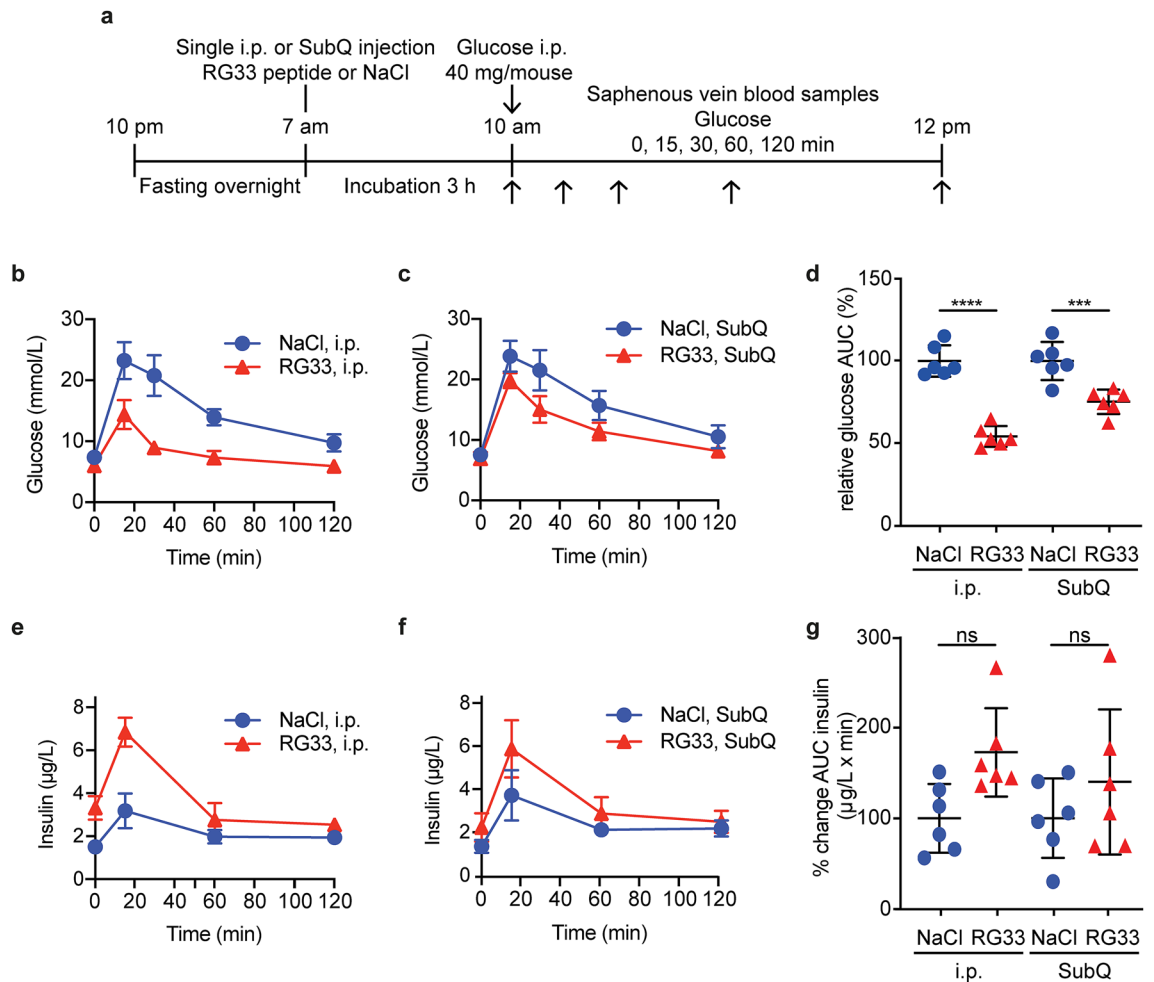 a
Single i.p. or SubQ injection
RG33 peptide or NaCl
Glucose i.p.
40 mg/mouse
Saphenous vein blood samples
Glucose
0, 15, 30, 60, 120 min
10 pm
7 am
10 am
12 pm
Fasting overnight
Incubation 3 h
b
Glucose (mmol/L)
30
20
10
0
NaCl, i.p.
RG33, i.p.
0 20 40 60 80 100 120
Time (min)
c
Glucose (mmol/L)
30
20
10
0
NaCl, SubQ
RG33, SubQ
0 20 40 60 80 100 120
Time (min)
d
relative glucose AUC (%)
150
100
50
0
**** ***
NaCl RG33 NaCl RG33
i.p. SubQ
e
Insulin (µg/L)
8
6
4
2
0
NaCl, i.p.
RG33, i.p.
0 20 40 60 80 100 120
Time (min)
f
Insulin (µg/L)
8
6
4
2
0
NaCl, SubQ
RG33, SubQ
0 20 40 60 80 100 120
Time (min)
g
% change AUC insulin
(µg/L x min)
300
200
100
0
ns ns
NaCl RG33 NaCl RG33
i.p. SubQ